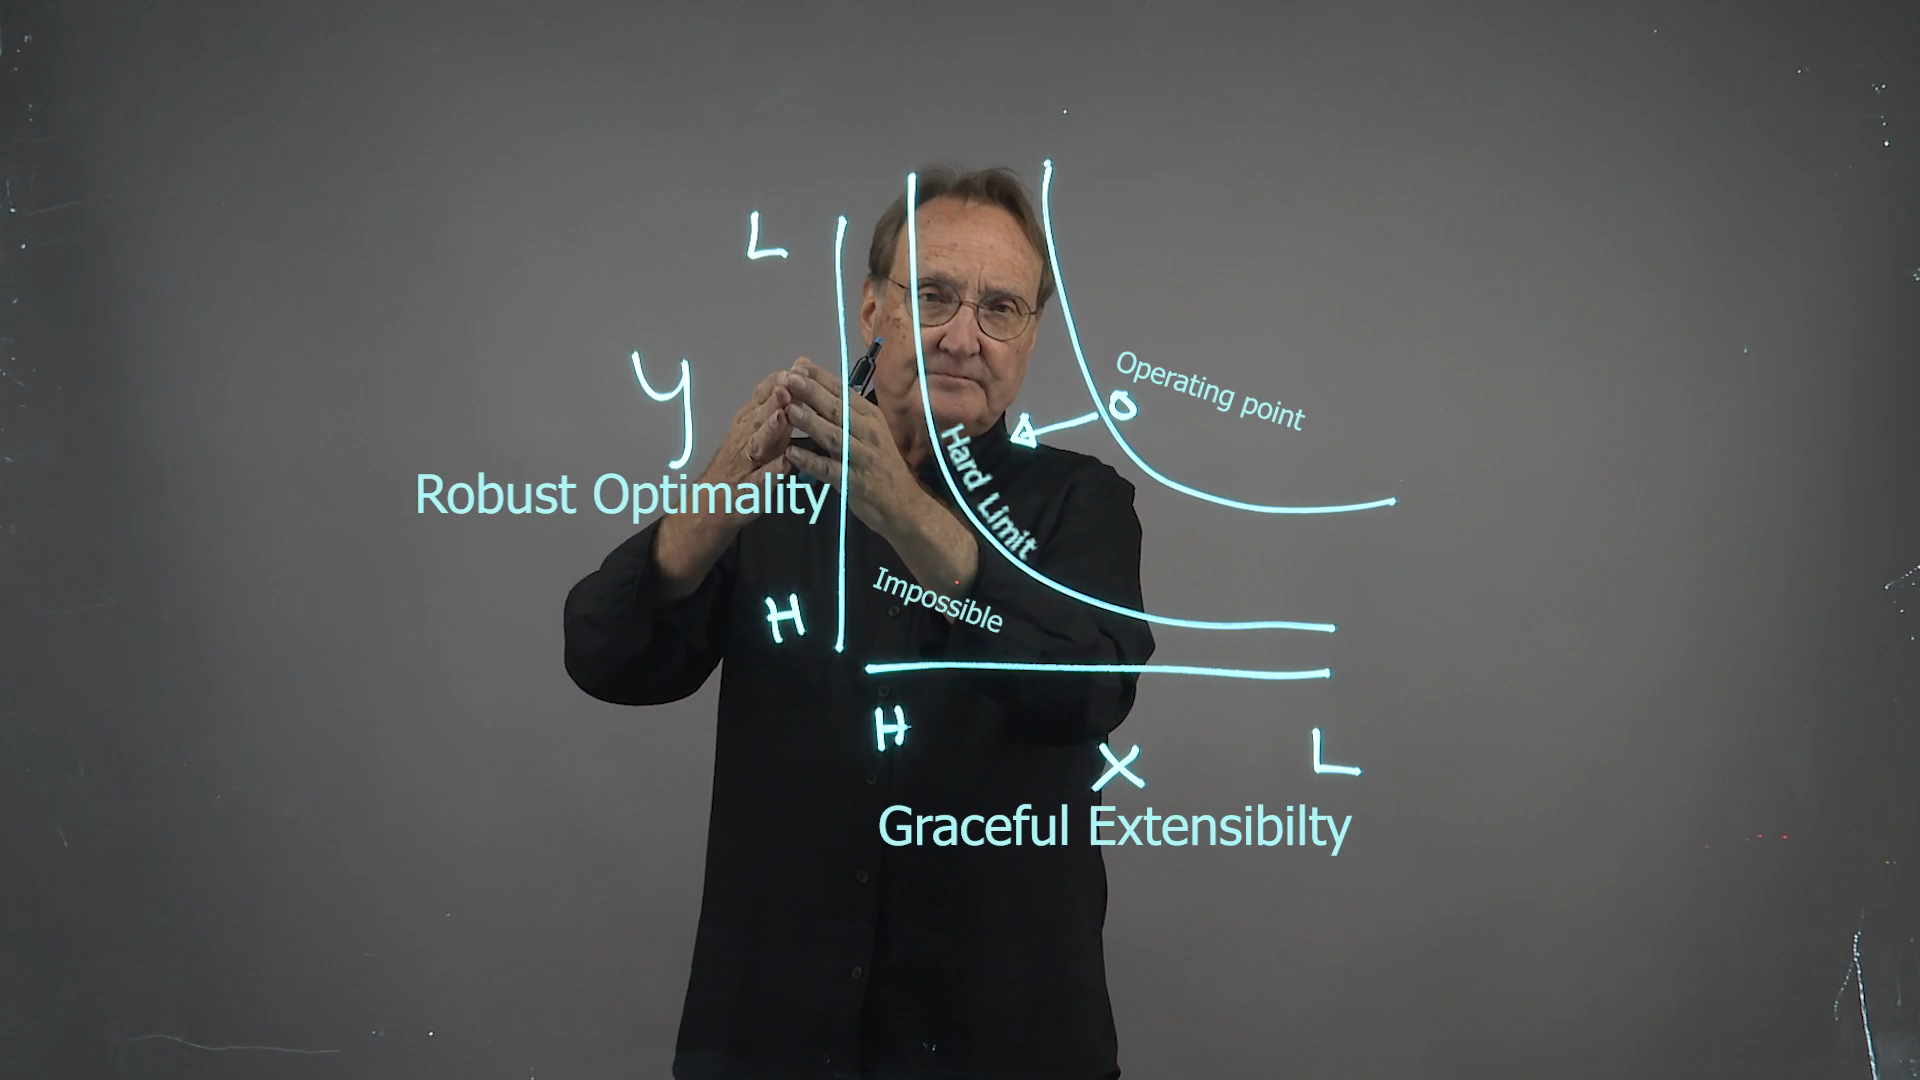 L
Operating point
O
y
Hard Limit
Robust Optimality
Impossible
H
H
X
L
Graceful Extensibilty